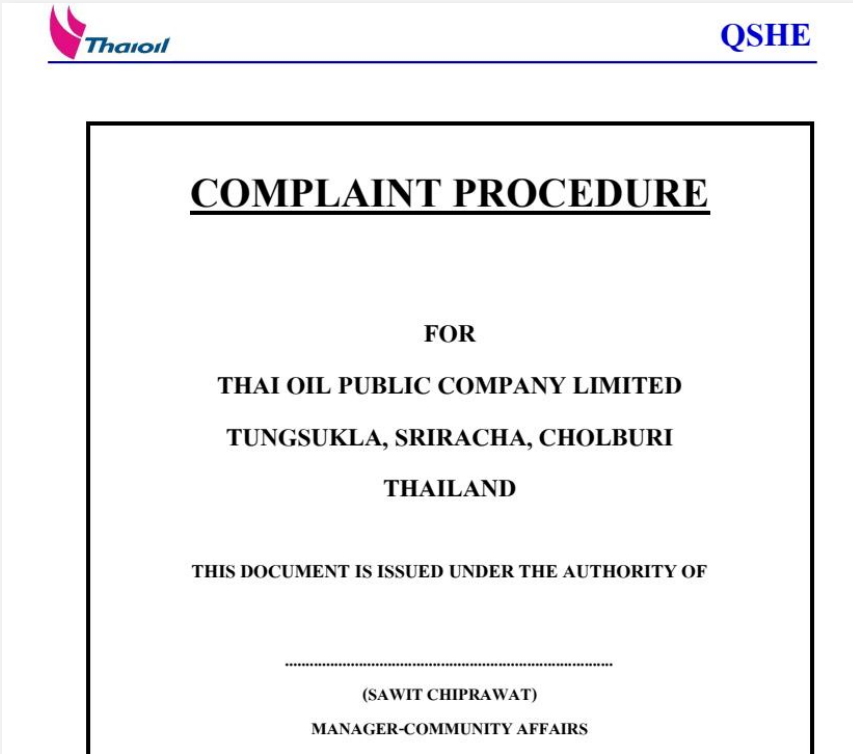 Thaioil
QSHE
COMPLAINT PROCEDURE
FOR
THAI OIL PUBLIC COMPANY LIMITED
TUNGSUKLA, SRIRACHA, CHOLBURI
THAILAND
THIS DOCUMENT IS ISSUED UNDER THE AUTHORITY OF
................................................................................
(SAWIT CHIPRAWAT)
MANAGER-COMMUNITY AFFAIRS